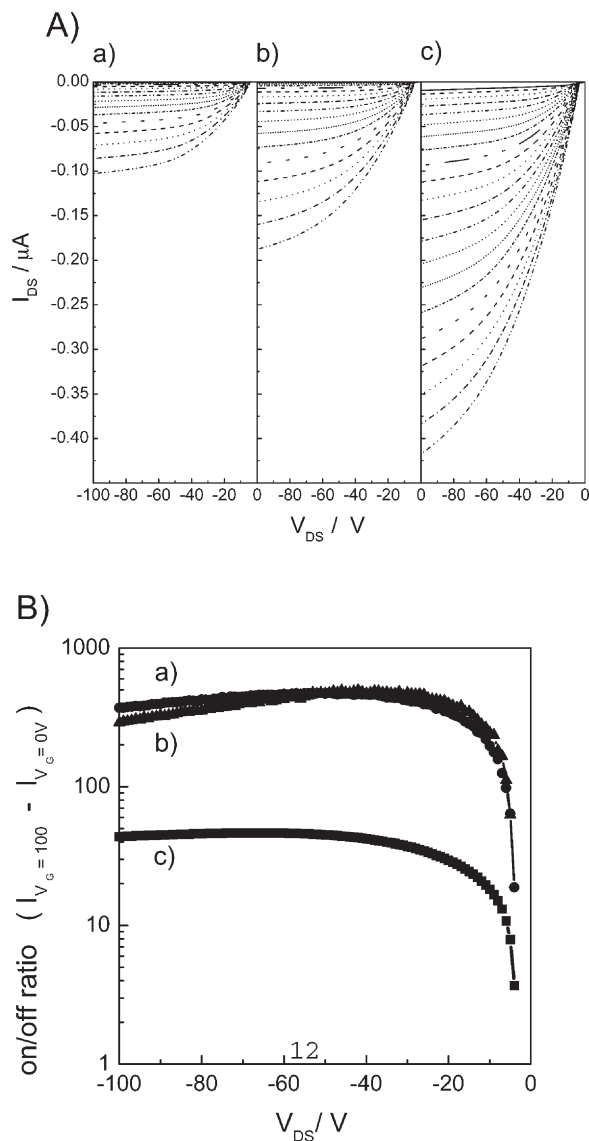 A)
a) b) c)
0.00
-0.05
-0.10
-0.15
-0.20
-0.25
-0.30
-0.35
-0.40
I_DS / μA
-100 -80 -60 -40 -20 0 -80 -60 -40 -20 0 -80 -60 -40 -20 0
V_DS / V
B)
1000
100
10
1
on/off ratio ( I_V_G = 100 - I_V_G = 0V )
a)
b)
c)
12
-100 -80 -60 -40 -20 0
V_DS / V